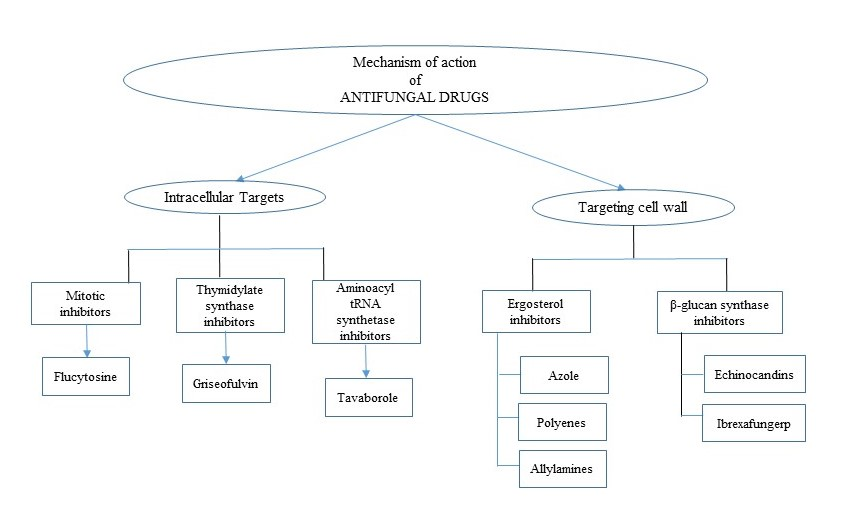 Mechanism of action
of
ANTIFUNGAL DRUGS
Intracellular Targets
Targeting cell wall
Mitotic
inhibitors
Thymidylate
synthase
inhibitors
Aminoacyl
tRNA
synthetase
inhibitors
Ergosterol
inhibitors
β-glucan synthase
inhibitors
Flucytosine
Griseofulvin
Tavaborole
Azole
Polyenes
Allylamines
Echinocandins
Ibrexafungerp